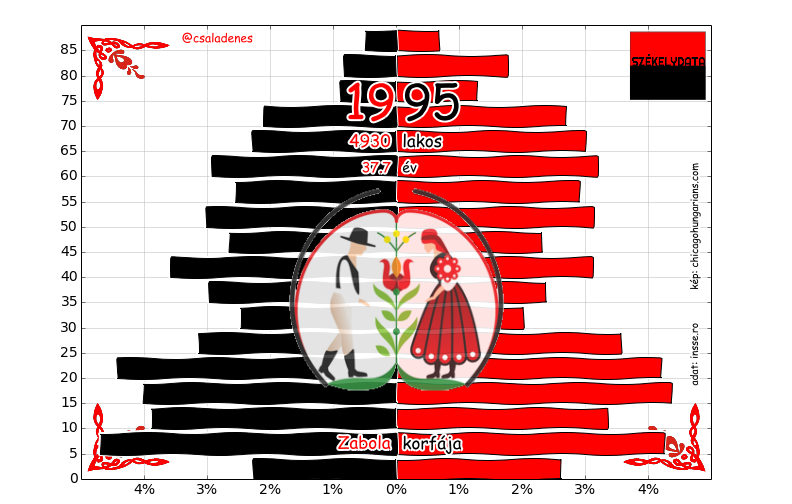 @csaladenes
SZÉKELYDATA
1995
4930 lakos
37.7 év
kép: chicagohungarians.com
adat: insse.ro
Zabola korfája
85
80
75
70
65
60
55
50
45
40
35
30
25
20
15
10
5
0
4% 3% 2% 1% 0% 1% 2% 3% 4%